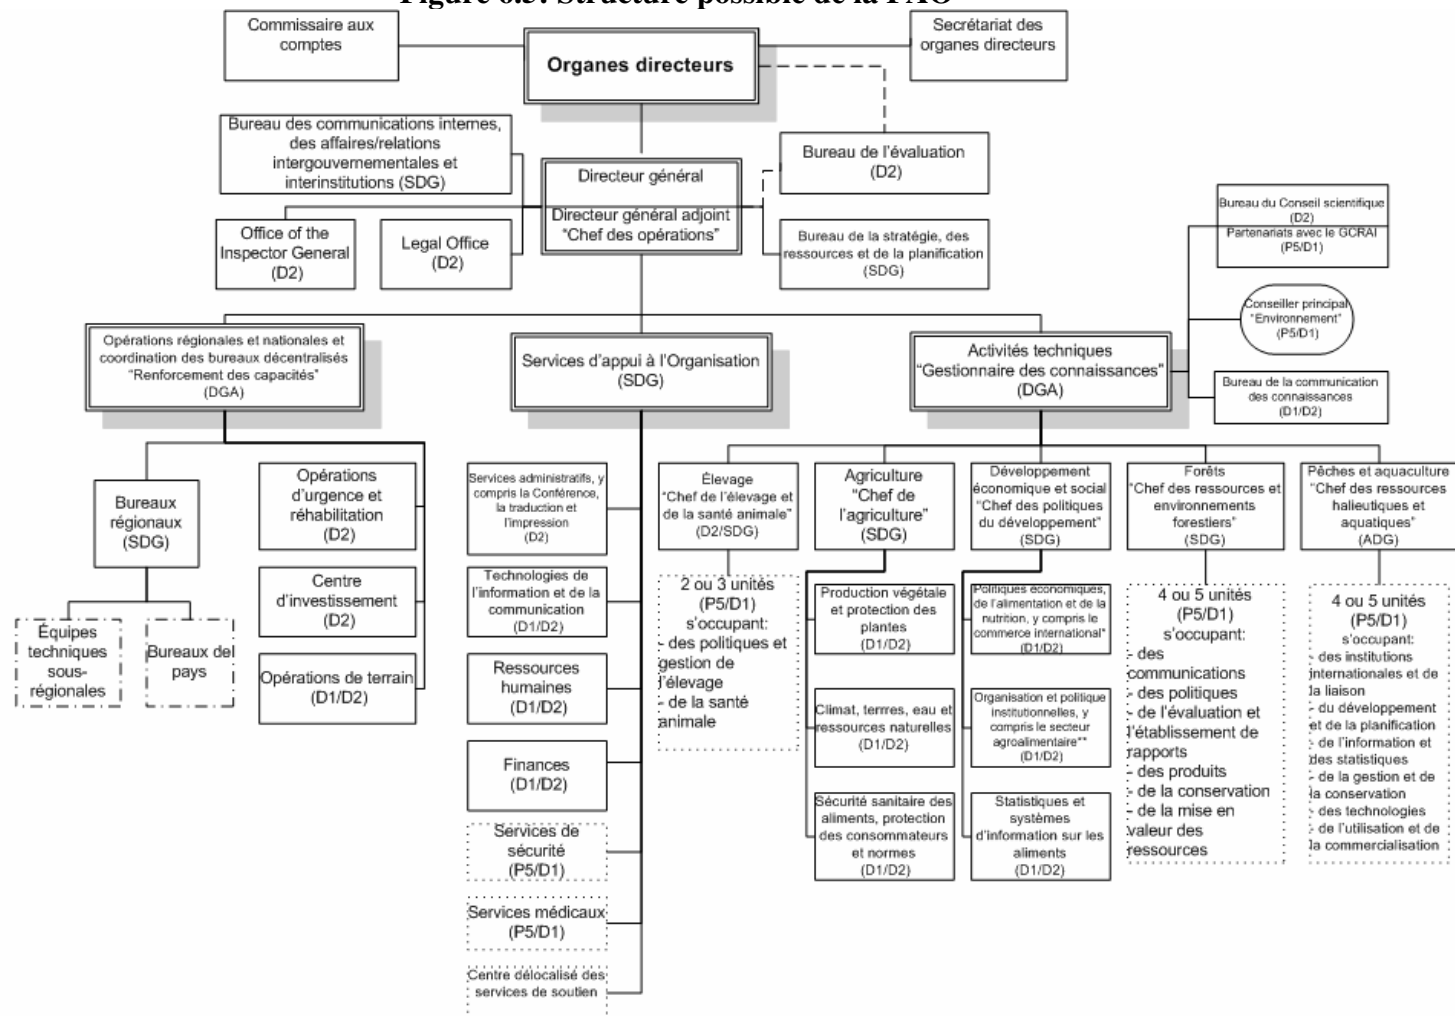 Figure 6.3: Structure possible de la FAO
Commissaire aux
comptes
Organes directeurs
Secrétariat des
organes directeurs
Bureau des communications internes,
des affaires/relations
intergouvernementales et
interinstitutions (SDG)
Directeur général
Directeur général adjoint
"Chef des opérations"
Bureau de l'évaluation
(D2)
Office of the
Inspector General
(D2)
Legal Office
(D2)
Bureau de la stratégie, des
ressources et de la planification
(SDG)
Bureau du Conseil scientifique
(D2)
Partenariats avec le GCRAI
(P5/D1)
Conseiller principal
"Environnement"
(P5/D1)
Bureau de la communication
des connaissances
(D1/D2)
Opérations régionales et nationales et
coordination des bureaux décentralisés
"Renforcement des capacités"
(DGA)
Services d'appui à l'Organisation
(SDG)
Activités techniques
"Gestionnaire des connaissances"
(DGA)
Bureaux
régionaux
(SDG)
Équipes
techniques
sous-
régionales
Bureaux de
pays
Opérations
d'urgence et
réhabilitation
(D2)
Centre
d'investissement
(D2)
Opérations de terrain
(D1/D2)
Services administratifs, y
compris la Conférence,
la traduction et
l'impression
(D2)
Technologies de
l'information et de la
communication
(D1/D2)
Ressources
humaines
(D1/D2)
Finances
(D1/D2)
Services de
sécurité
(P5/D1)
Services médicaux
(P5/D1)
Centre délocalisé des
services de soutien
Élevage
"Chef de l'élevage et
de la santé animale"
(D2/SDG)
2 ou 3 unités
(P5/D1)
s'occupant:
- des politiques et
gestion de
l'élevage
- de la santé
animale
Agriculture
"Chef de
l'agriculture"
(SDG)
Production végétale
et protection des
plantes
(D1/D2)
Climat, terrres, eau et
ressources naturelles
(D1/D2)
Sécurité sanitaire des
aliments, protection
des consommateurs
et normes
(D1/D2)
Développement
économique et social
"Chef des politiques
du développement"
(SDG)
Politiques économiques,
de l'alimentation et de la
nutrition, y compris le
commerce international*
(D1/D2)
Organisation et politique
institutionnelles, y
compris le secteur
agroalimentaire**
(D1/D2)
Statistiques et
systèmes
d'information sur les
aliments
(D1/D2)
Forêts
"Chef des ressources et
environnements
forestiers"
(SDG)
4 ou 5 unités
(P5/D1)
s'occupant:
- des
communications
- des politiques
- de l'évaluation et
l'établissement de
rapports
- des produits
- de la conservation
- de la mise en
valeur des
ressources
Pêches et aquaculture
"Chef des ressources
halieutiques et
aquatiques"
(ADG)
4 ou 5 unités
(P5/D1)
s'occupant:
- des institutions
internationales et de
la liaison
- du développement
et de la planification
- de l'information et
des statistiques
- de la gestion et de
la conservation
- des technologies
- de l'utilisation et de
la commercialisation